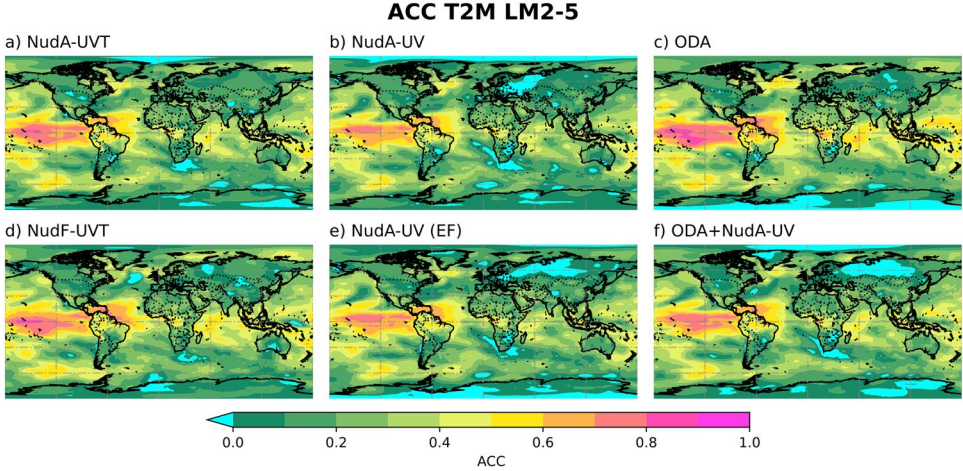 ACC T2M LM2-5
a) NudA-UVT
b) NudA-UV
c) ODA
d) NudF-UVT
e) NudA-UV (EF)
f) ODA+NudA-UV
0.0 0.2 0.4 0.6 0.8 1.0
ACC